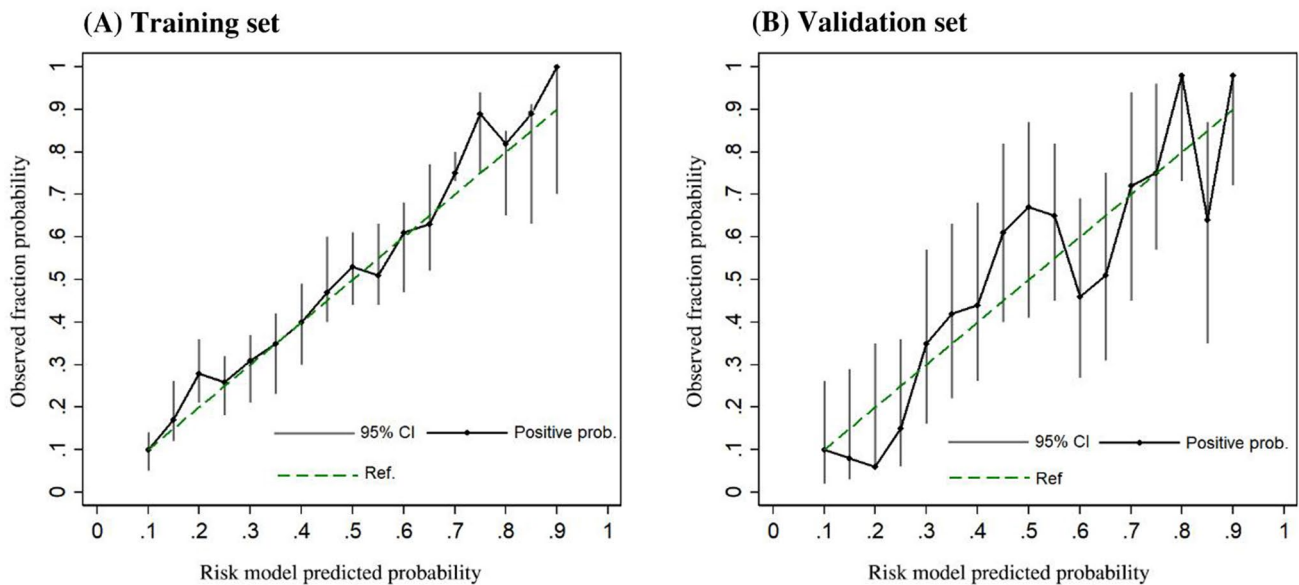 (A) Training set
Observed fraction probability
1
.9
.8
.7
.6
.5
.4
.3
.2
.1
0
95% CI
Positive prob.
Ref.
0 .1 .2 .3 .4 .5 .6 .7 .8 .9 1
Risk model predicted probability
(B) Validation set
Observed fraction probability
1
.9
.8
.7
.6
.5
.4
.3
.2
.1
0
95% CI
Positive prob.
Ref
0 .1 .2 .3 .4 .5 .6 .7 .8 .9 1
Risk model predicted probability